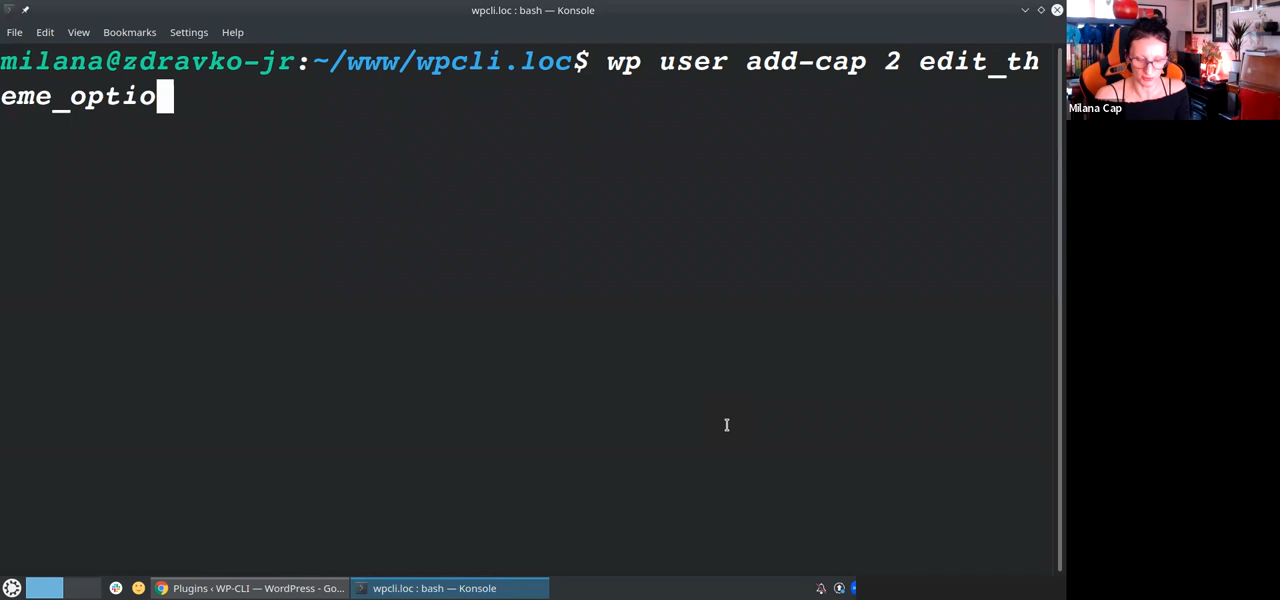 wpcli.loc : bash — Konsole
File Edit View Bookmarks Settings Help
milana@zdravko-jr:~/www/wpcli.loc$ wp user add-cap 2 edit_th
eme_optio
Milana Cap
Plugins ‹ WP-CLI — WordPress - Go... wpcli.loc : bash — Konsole